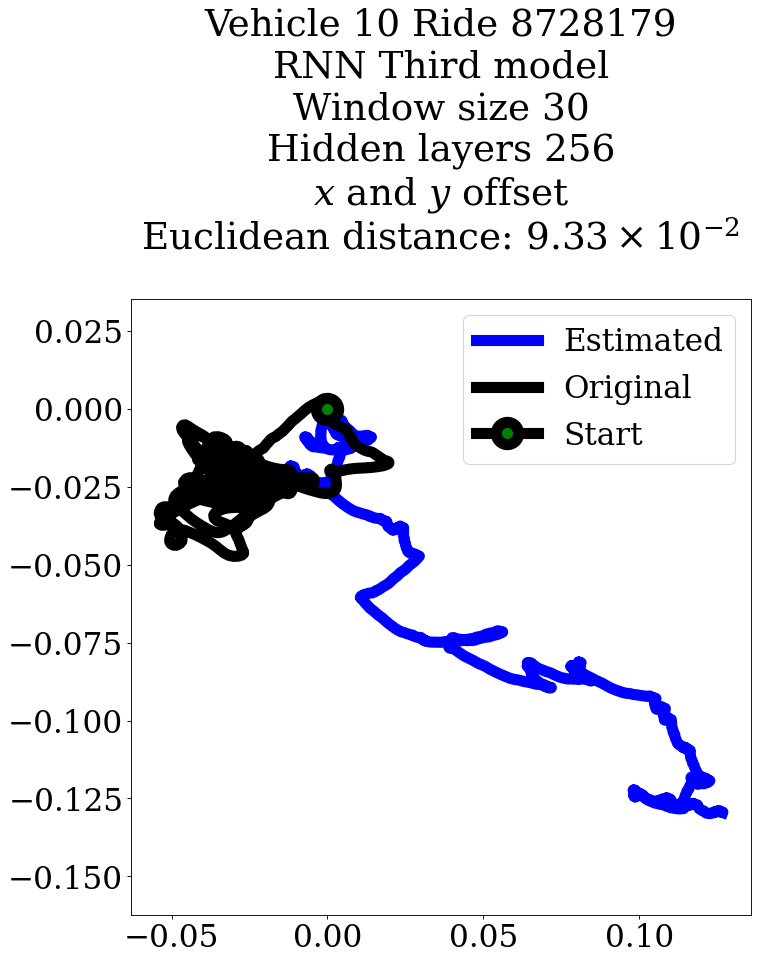 Vehicle 10 Ride 8728179
RNN Third model
Window size 30
Hidden layers 256
x and y offset
Euclidean distance: 9.33 × 10⁻²
Estimated
Original
Start
0.025
0.000
−0.025
−0.050
−0.075
−0.100
−0.125
−0.150
−0.05 0.00 0.05 0.10